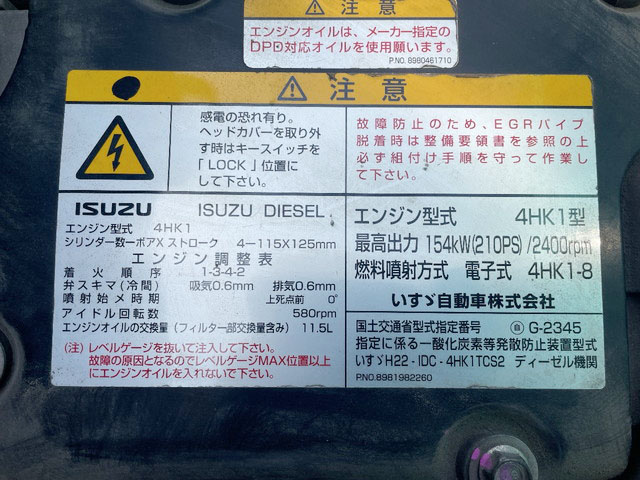 ⚠ 注意
エンジンオイルは、メーカー指定の
DPD対応オイルを使用願います。
P.NO. 8980461710
⚠ 注意
感電の恐れ有り。
ヘッドカバーを取り外
す時はキースイッチを
「LOCK」位置に
して下さい。
故障防止のため、EGRパイプ
脱着時は整備要領書を参照の上
必ず組付け手順を守って作業し
て下さい。
ISUZU ISUZU DIESEL
エンジン型式 4HK1
シリンダー数ーボアXストローク 4－115X125mm
エンジン調整表
着火順序 1-3-4-2
弁スキマ(冷間) 吸気0.6mm 排気0.6mm
噴射始メ時期 上死点前 0°
アイドル回転数 580rpm
エンジンオイルの交換量(フィルター部交換量含み) 11.5L
(注) レベルゲージを抜いて注入して下さい。
故障の原因となるのでレベルゲージMAX位置以上
にエンジンオイルを入れないで下さい。
エンジン型式 4HK1型
最高出力 154kW(210PS)/2400rpm
燃料噴射方式 電子式 4HK1-8
いすゞ自動車株式会社
国土交通省型式指定番号 G-2345
指定に係る一酸化炭素等発散防止装置型式
いすゞH22-IDC-4HK1TCS2 ディーゼル機関
P.NO.8981982260